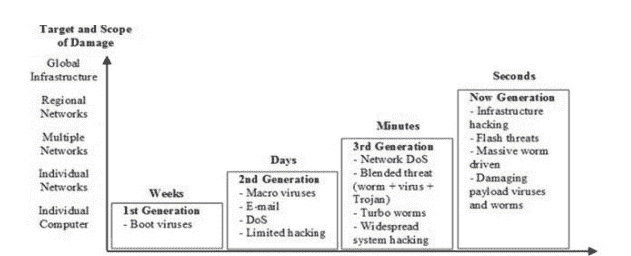 Target and Scope
of Damage
Global
Infrastructure
Regional
Networks
Multiple
Networks
Individual
Networks
Individual
Computer
Weeks
1st Generation
- Boot viruses
Days
2nd Generation
- Macro viruses
- E-mail
- DoS
- Limited hacking
Minutes
3rd Generation
- Network DoS
- Blended threat
(worm + virus +
Trojan)
- Turbo worms
- Widespread
system hacking
Seconds
Now Generation
- Infrastructure
hacking
- Flash threats
- Massive worm
driven
- Damaging
payload viruses
and worms